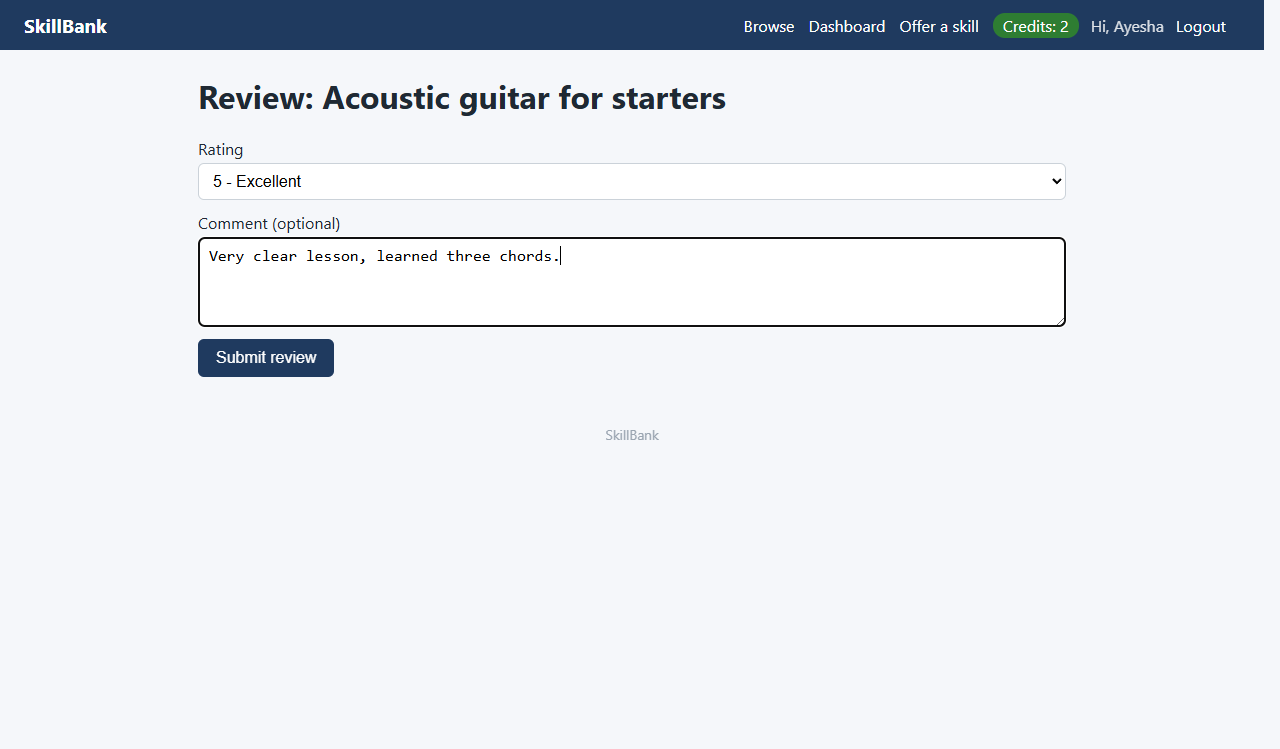 SkillBank Browse Dashboard Offer a skill Credits: 2 Hi, Ayesha Logout
Review: Acoustic guitar for starters
Rating
5 - Excellent
Comment (optional)
Very clear lesson, learned three chords.
Submit review
SkillBank